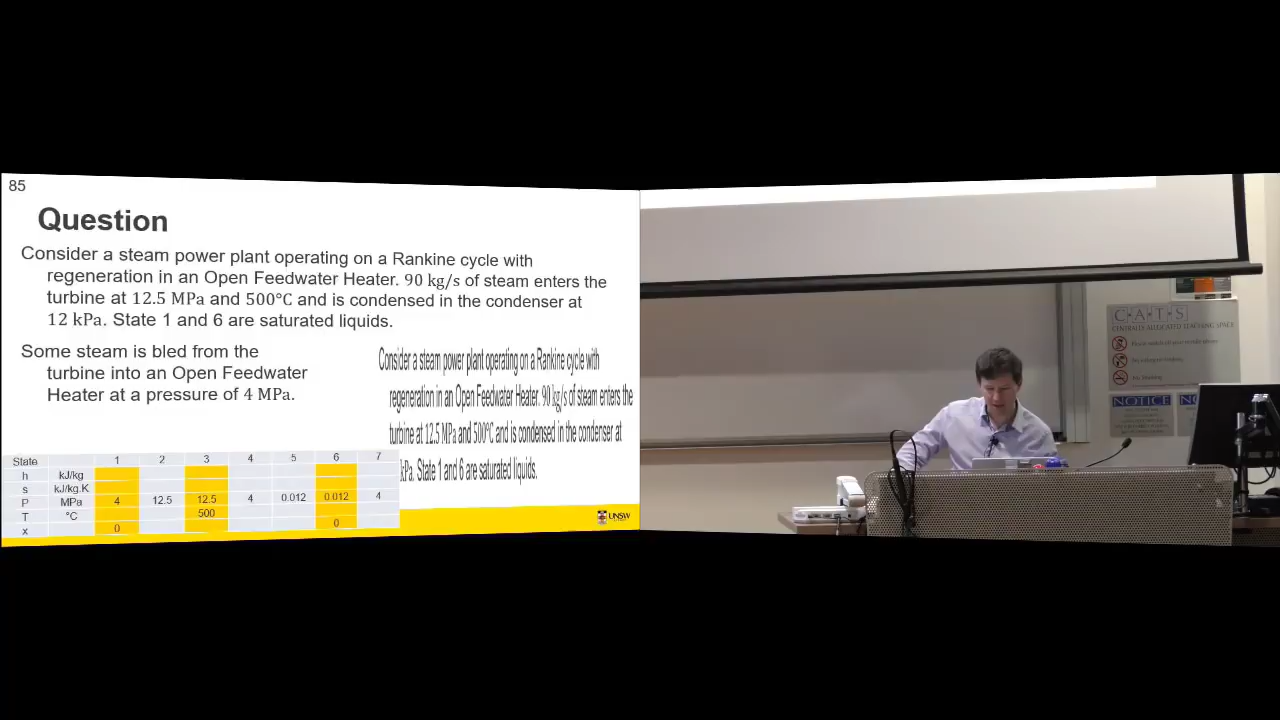 85
Question
Consider a steam power plant operating on a Rankine cycle with
regeneration in an Open Feedwater Heater. 90 kg/s of steam enters the
turbine at 12.5 MPa and 500°C and is condensed in the condenser at
12 kPa. State 1 and 6 are saturated liquids.
Some steam is bled from the
turbine into an Open Feedwater
Heater at a pressure of 4 MPa.
Consider a steam power plant operating on a Rankine cycle with
regeneration in an Open Feedwater Heater. 90 kg/s of steam enters the
turbine at 12.5 MPa and 500°C and is condensed in the condenser at
kPa. State 1 and 6 are saturated liquids.
State 1 2 3 4 5 6 7
h kJ/kg
s kJ/kg.K
P MPa 4 12.5 12.5 4 0.012 0.012 4
T °C 500
x 0 0
UNSW
C·A·T·S
CENTRALLY ALLOCATED TEACHING SPACE
No Smoking
NOTICE